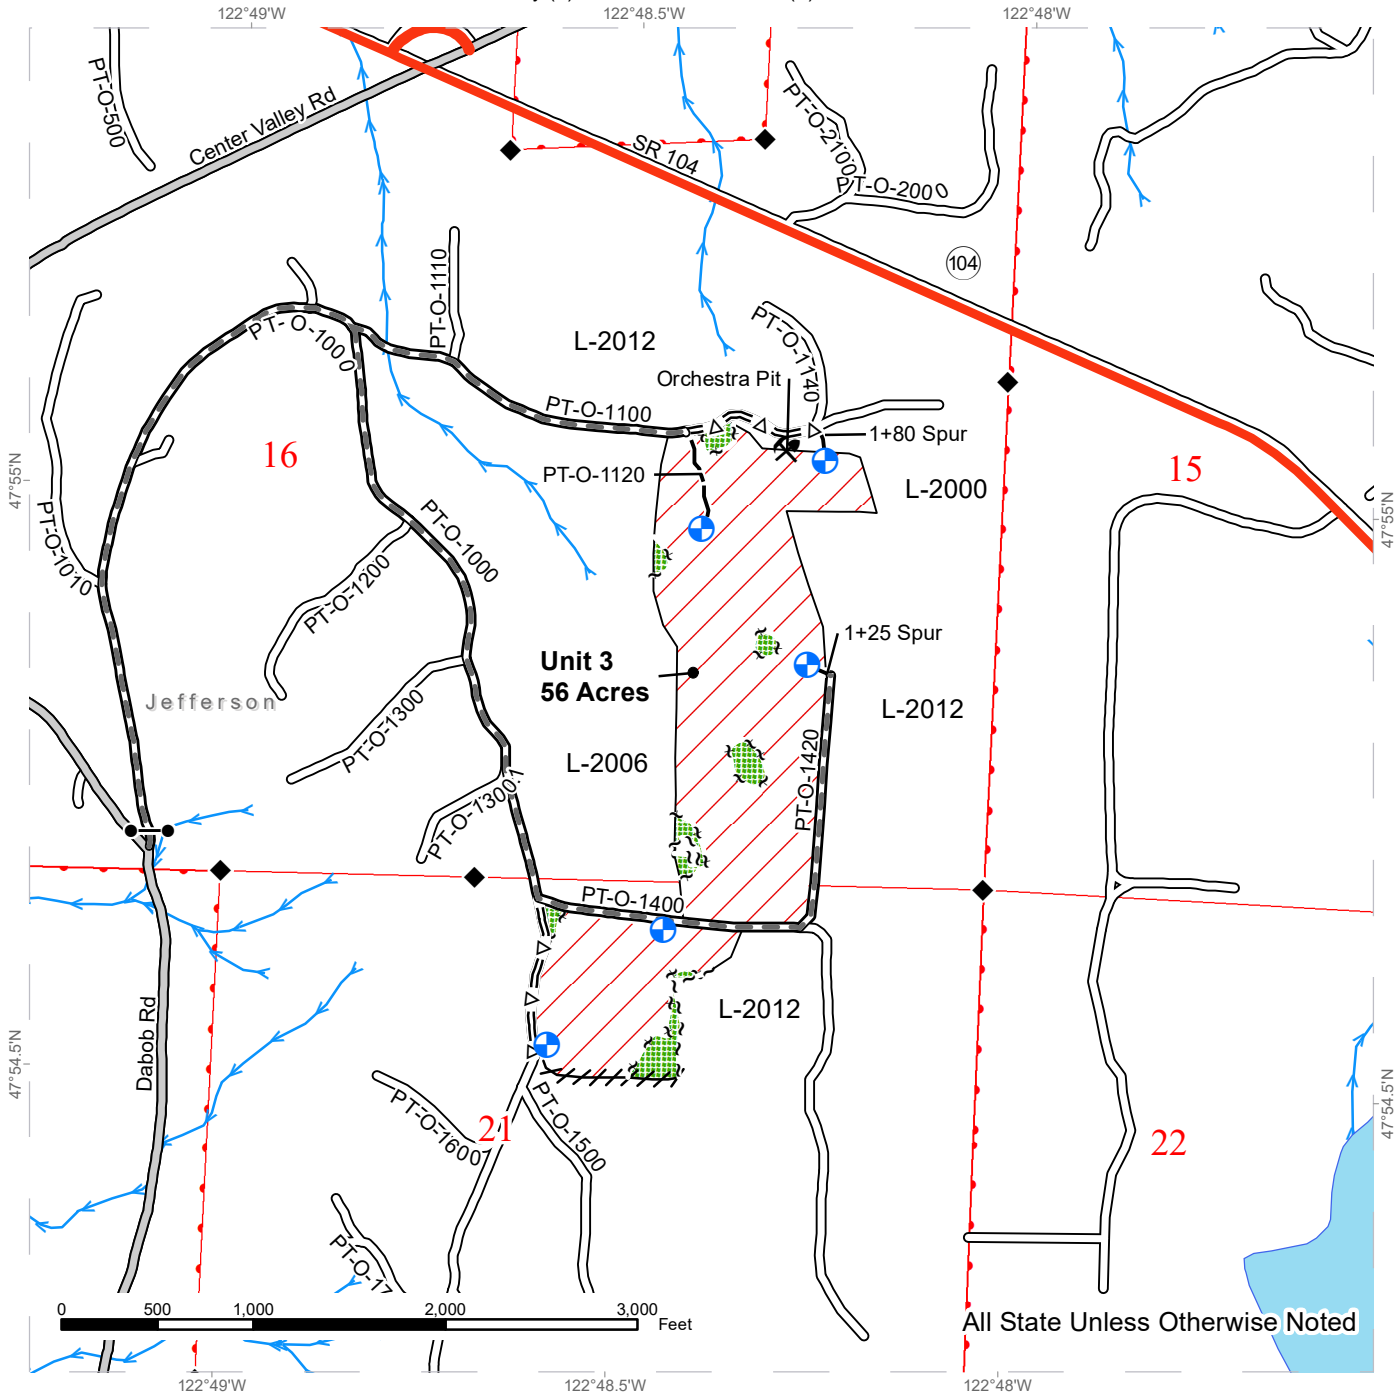 122°49'W
122°48.5'W
122°48'W
PT-O-500
Center Valley Rd
SR 104
PT-O-2100
PT-O-2000
104
PT-O-1110
PT-O-1000
L-2012
PT-O-1140
Orchestra Pit
PT-O-1100
1+80 Spur
16
15
47°55'N
PT-O-1120
L-2000
47°55'N
PT-O-1010
PT-O-1000
PT-O-1200
1+25 Spur
Unit 3
56 Acres
Jefferson
PT-O-1300
L-2012
PT-O-1420
L-2006
PT-O-1300.1
PT-O-1400
Dabob Rd
L-2012
47°54.5'N
47°54.5'N
PT-O-1600
21
PT-O-1500
22
PT-O-17
0
500
1,000
2,000
3,000
Feet
All State Unless Otherwise Noted
122°49'W
122°48.5'W
122°48'W